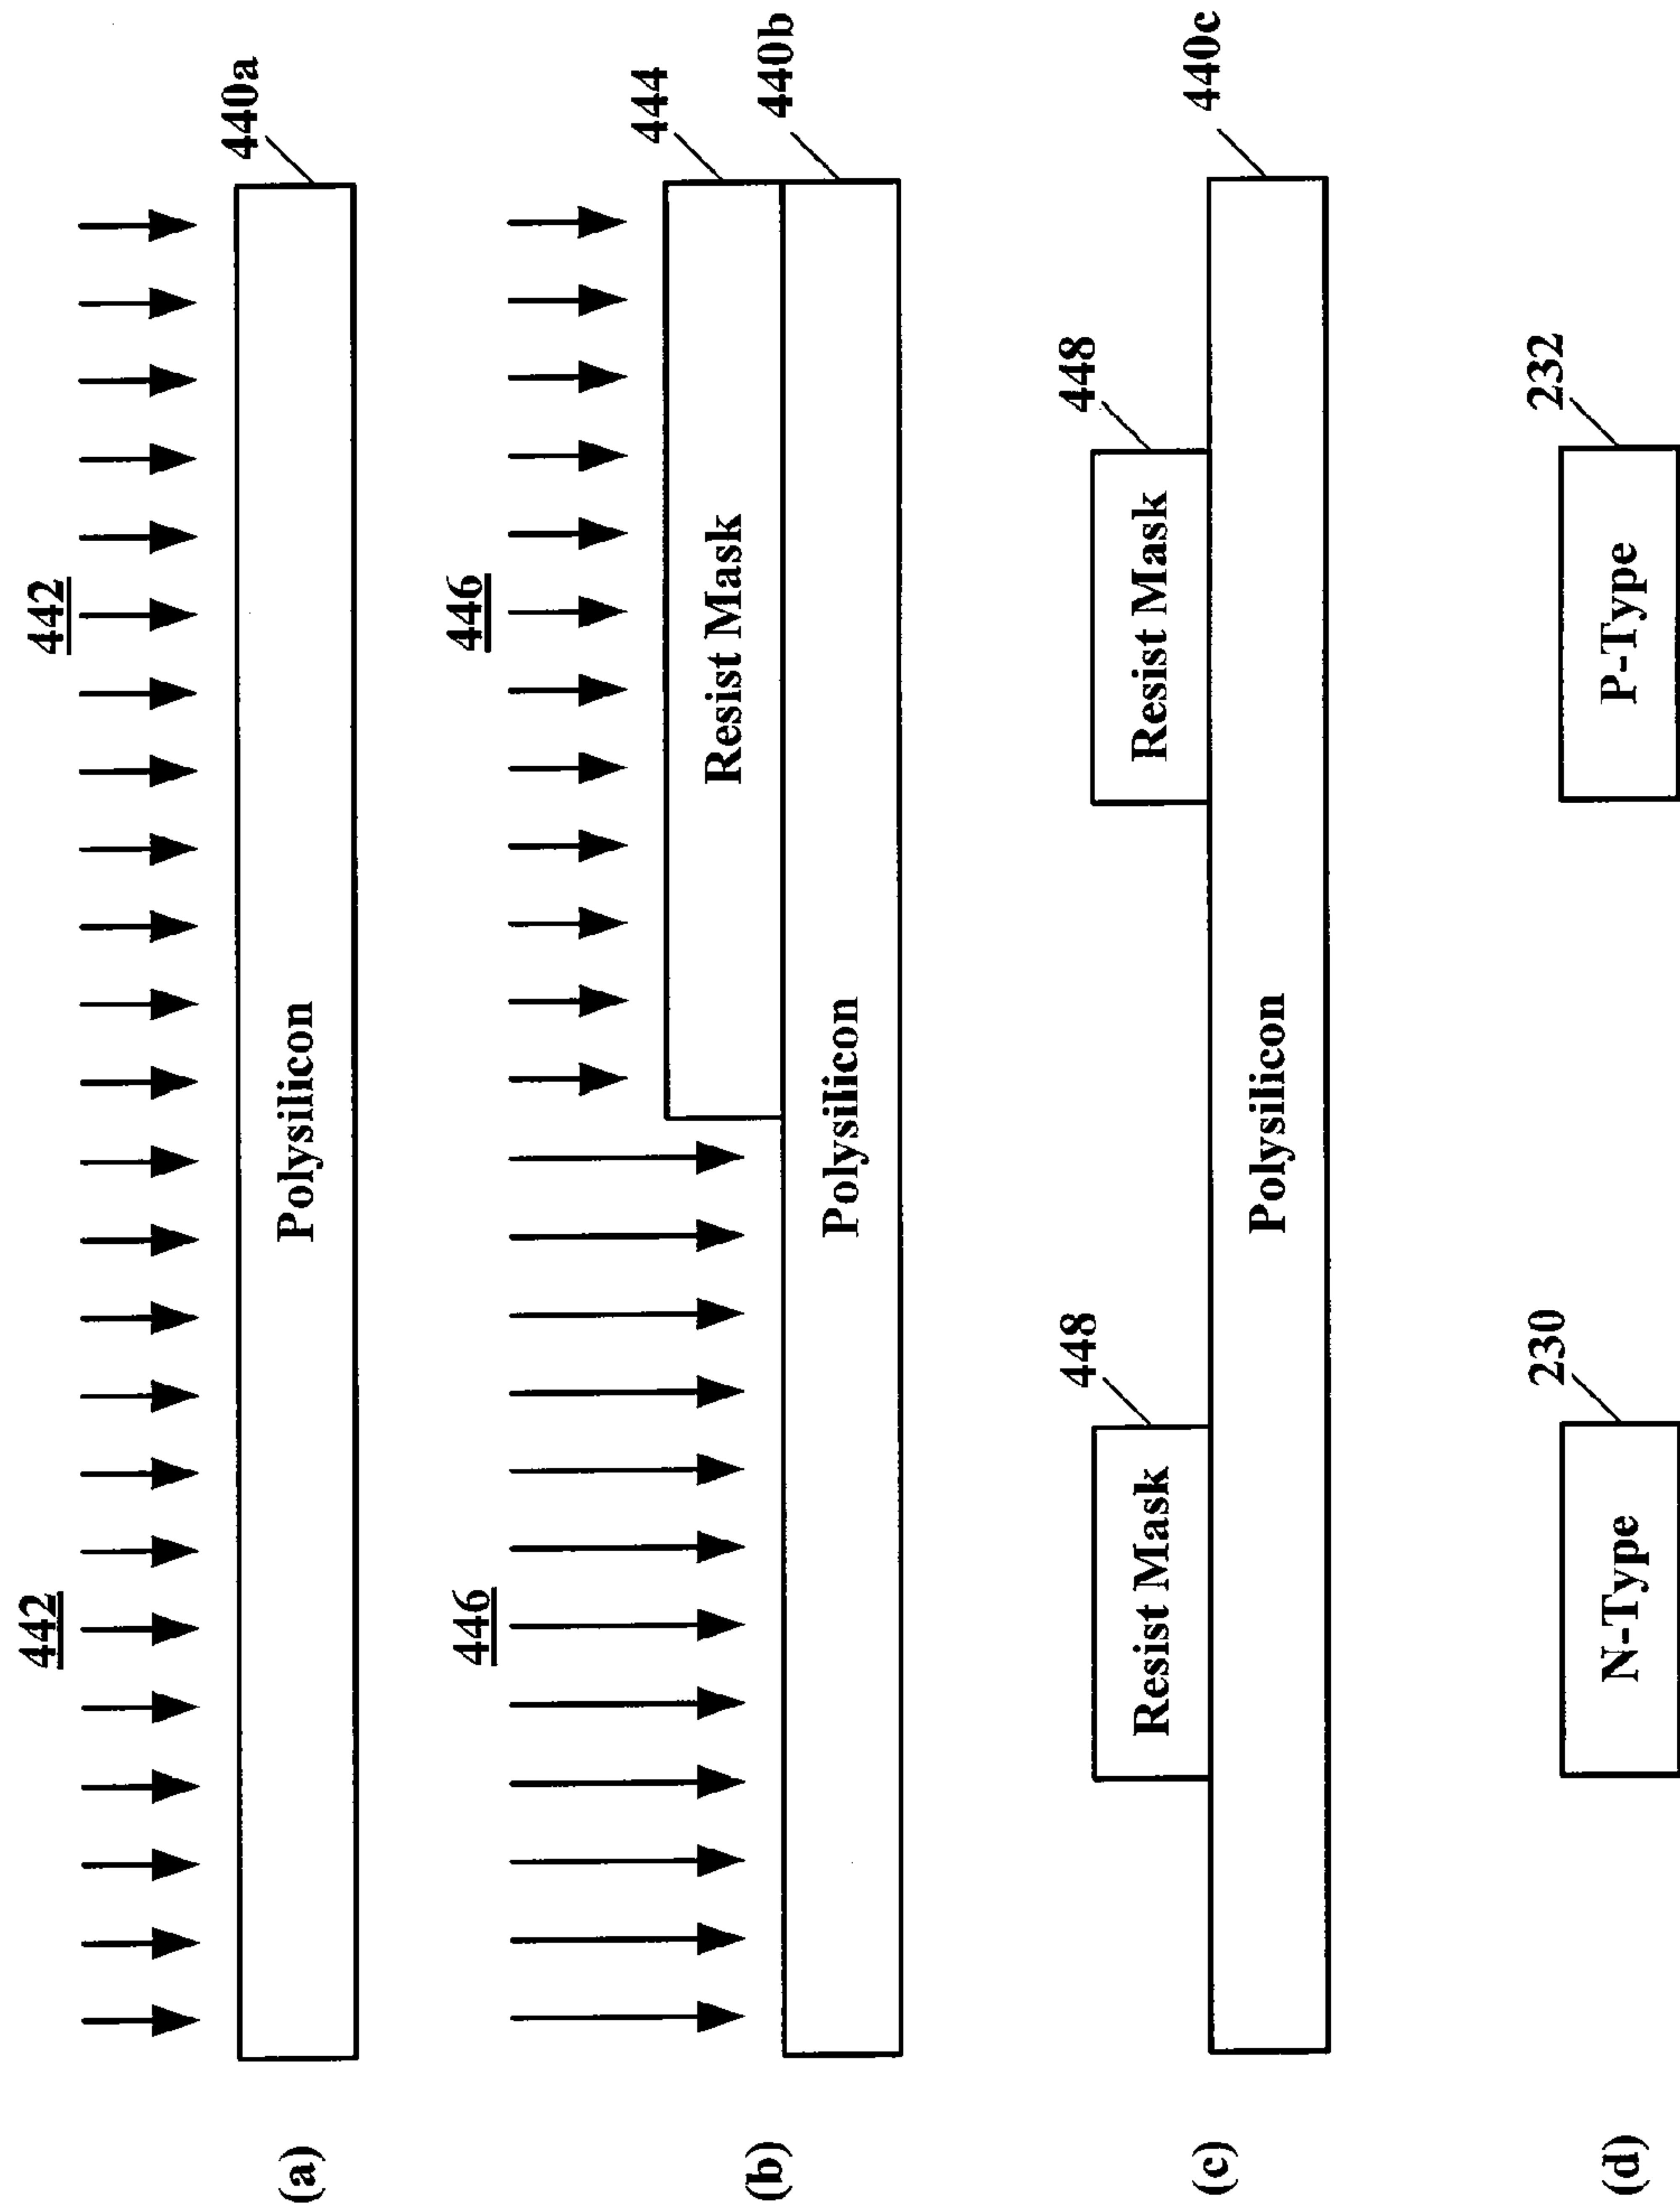 442 442
440a
Polysilicon
(a)
446 446
444
Resist Mask
440b
Polysilicon
(b)
448 448
Resist Mask Resist Mask
440c
Polysilicon
(c)
230 232
N-Type P-Type
(d)